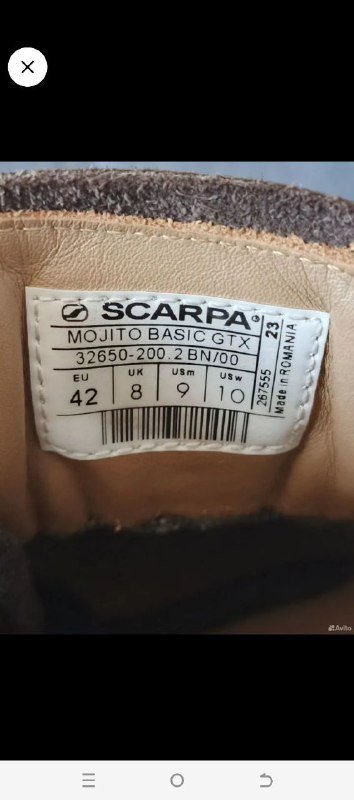 SCARPA
MOJITO BASIC GTX
32650-200.2 BN/00
EU UK USm USw
42 8 9 10
267555 23
Made in ROMANIA
Avito